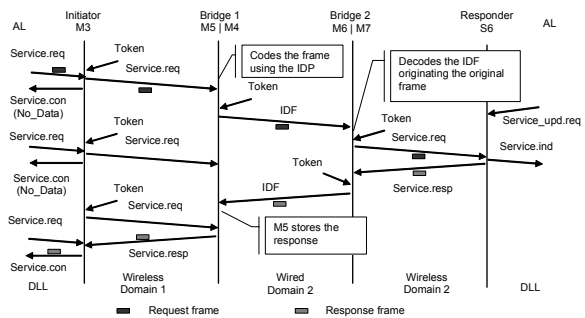 Initiator
M3
Bridge 1
M5 | M4
Bridge 2
M6 | M7
Responder
S6
AL
AL
Service.req
Token
Service.req
Codes the frame
using the IDP
Decodes the IDF
originating the original
frame
Service.con
(No_Data)
Token
IDF
Service_upd.req
Service.req
Token
Token
Service.req
Service.ind
Service.con
(No_Data)
Token
Service.resp
Token
IDF
Service.req
Service.req
M5 stores the
response
Service.resp
Service.con
DLL
Wireless
Domain 1
Wired
Domain 2
Wireless
Domain 2
DLL
Request frame
Response frame